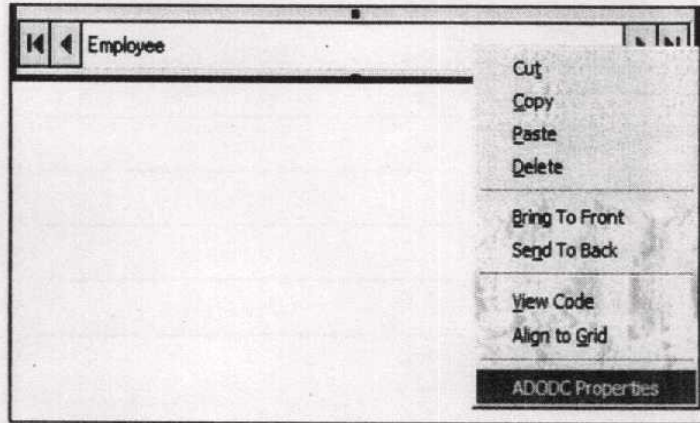 Employee
Cut
Copy
Paste
Delete
Bring To Front
Send To Back
View Code
Align to Grid
ADODC Properties